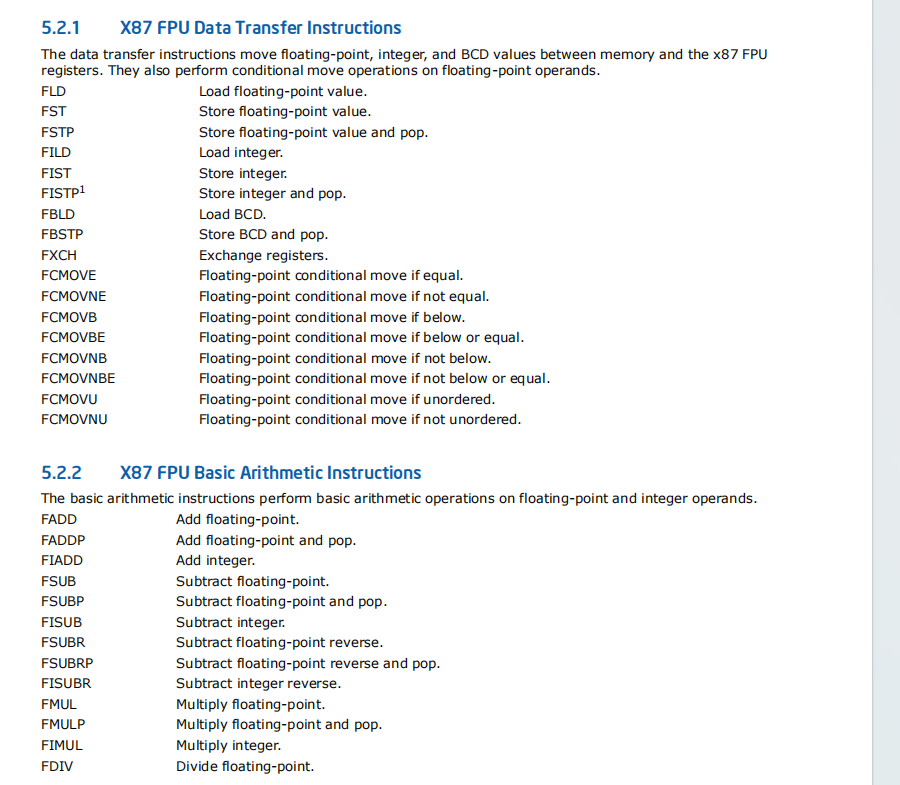 5.2.1 X87 FPU Data Transfer Instructions
The data transfer instructions move floating-point, integer, and BCD values between memory and the x87 FPU
registers. They also perform conditional move operations on floating-point operands.
FLD Load floating-point value.
FST Store floating-point value.
FSTP Store floating-point value and pop.
FILD Load integer.
FIST Store integer.
FISTP1 Store integer and pop.
FBLD Load BCD.
FBSTP Store BCD and pop.
FXCH Exchange registers.
FCMOVE Floating-point conditional move if equal.
FCMOVNE Floating-point conditional move if not equal.
FCMOVB Floating-point conditional move if below.
FCMOVBE Floating-point conditional move if below or equal.
FCMOVNB Floating-point conditional move if not below.
FCMOVNBE Floating-point conditional move if not below or equal.
FCMOVU Floating-point conditional move if unordered.
FCMOVNU Floating-point conditional move if not unordered.
5.2.2 X87 FPU Basic Arithmetic Instructions
The basic arithmetic instructions perform basic arithmetic operations on floating-point and integer operands.
FADD Add floating-point.
FADDP Add floating-point and pop.
FIADD Add integer.
FSUB Subtract floating-point.
FSUBP Subtract floating-point and pop.
FISUB Subtract integer.
FSUBR Subtract floating-point reverse.
FSUBRP Subtract floating-point reverse and pop.
FISUBR Subtract integer reverse.
FMUL Multiply floating-point.
FMULP Multiply floating-point and pop.
FIMUL Multiply integer.
FDIV Divide floating-point.